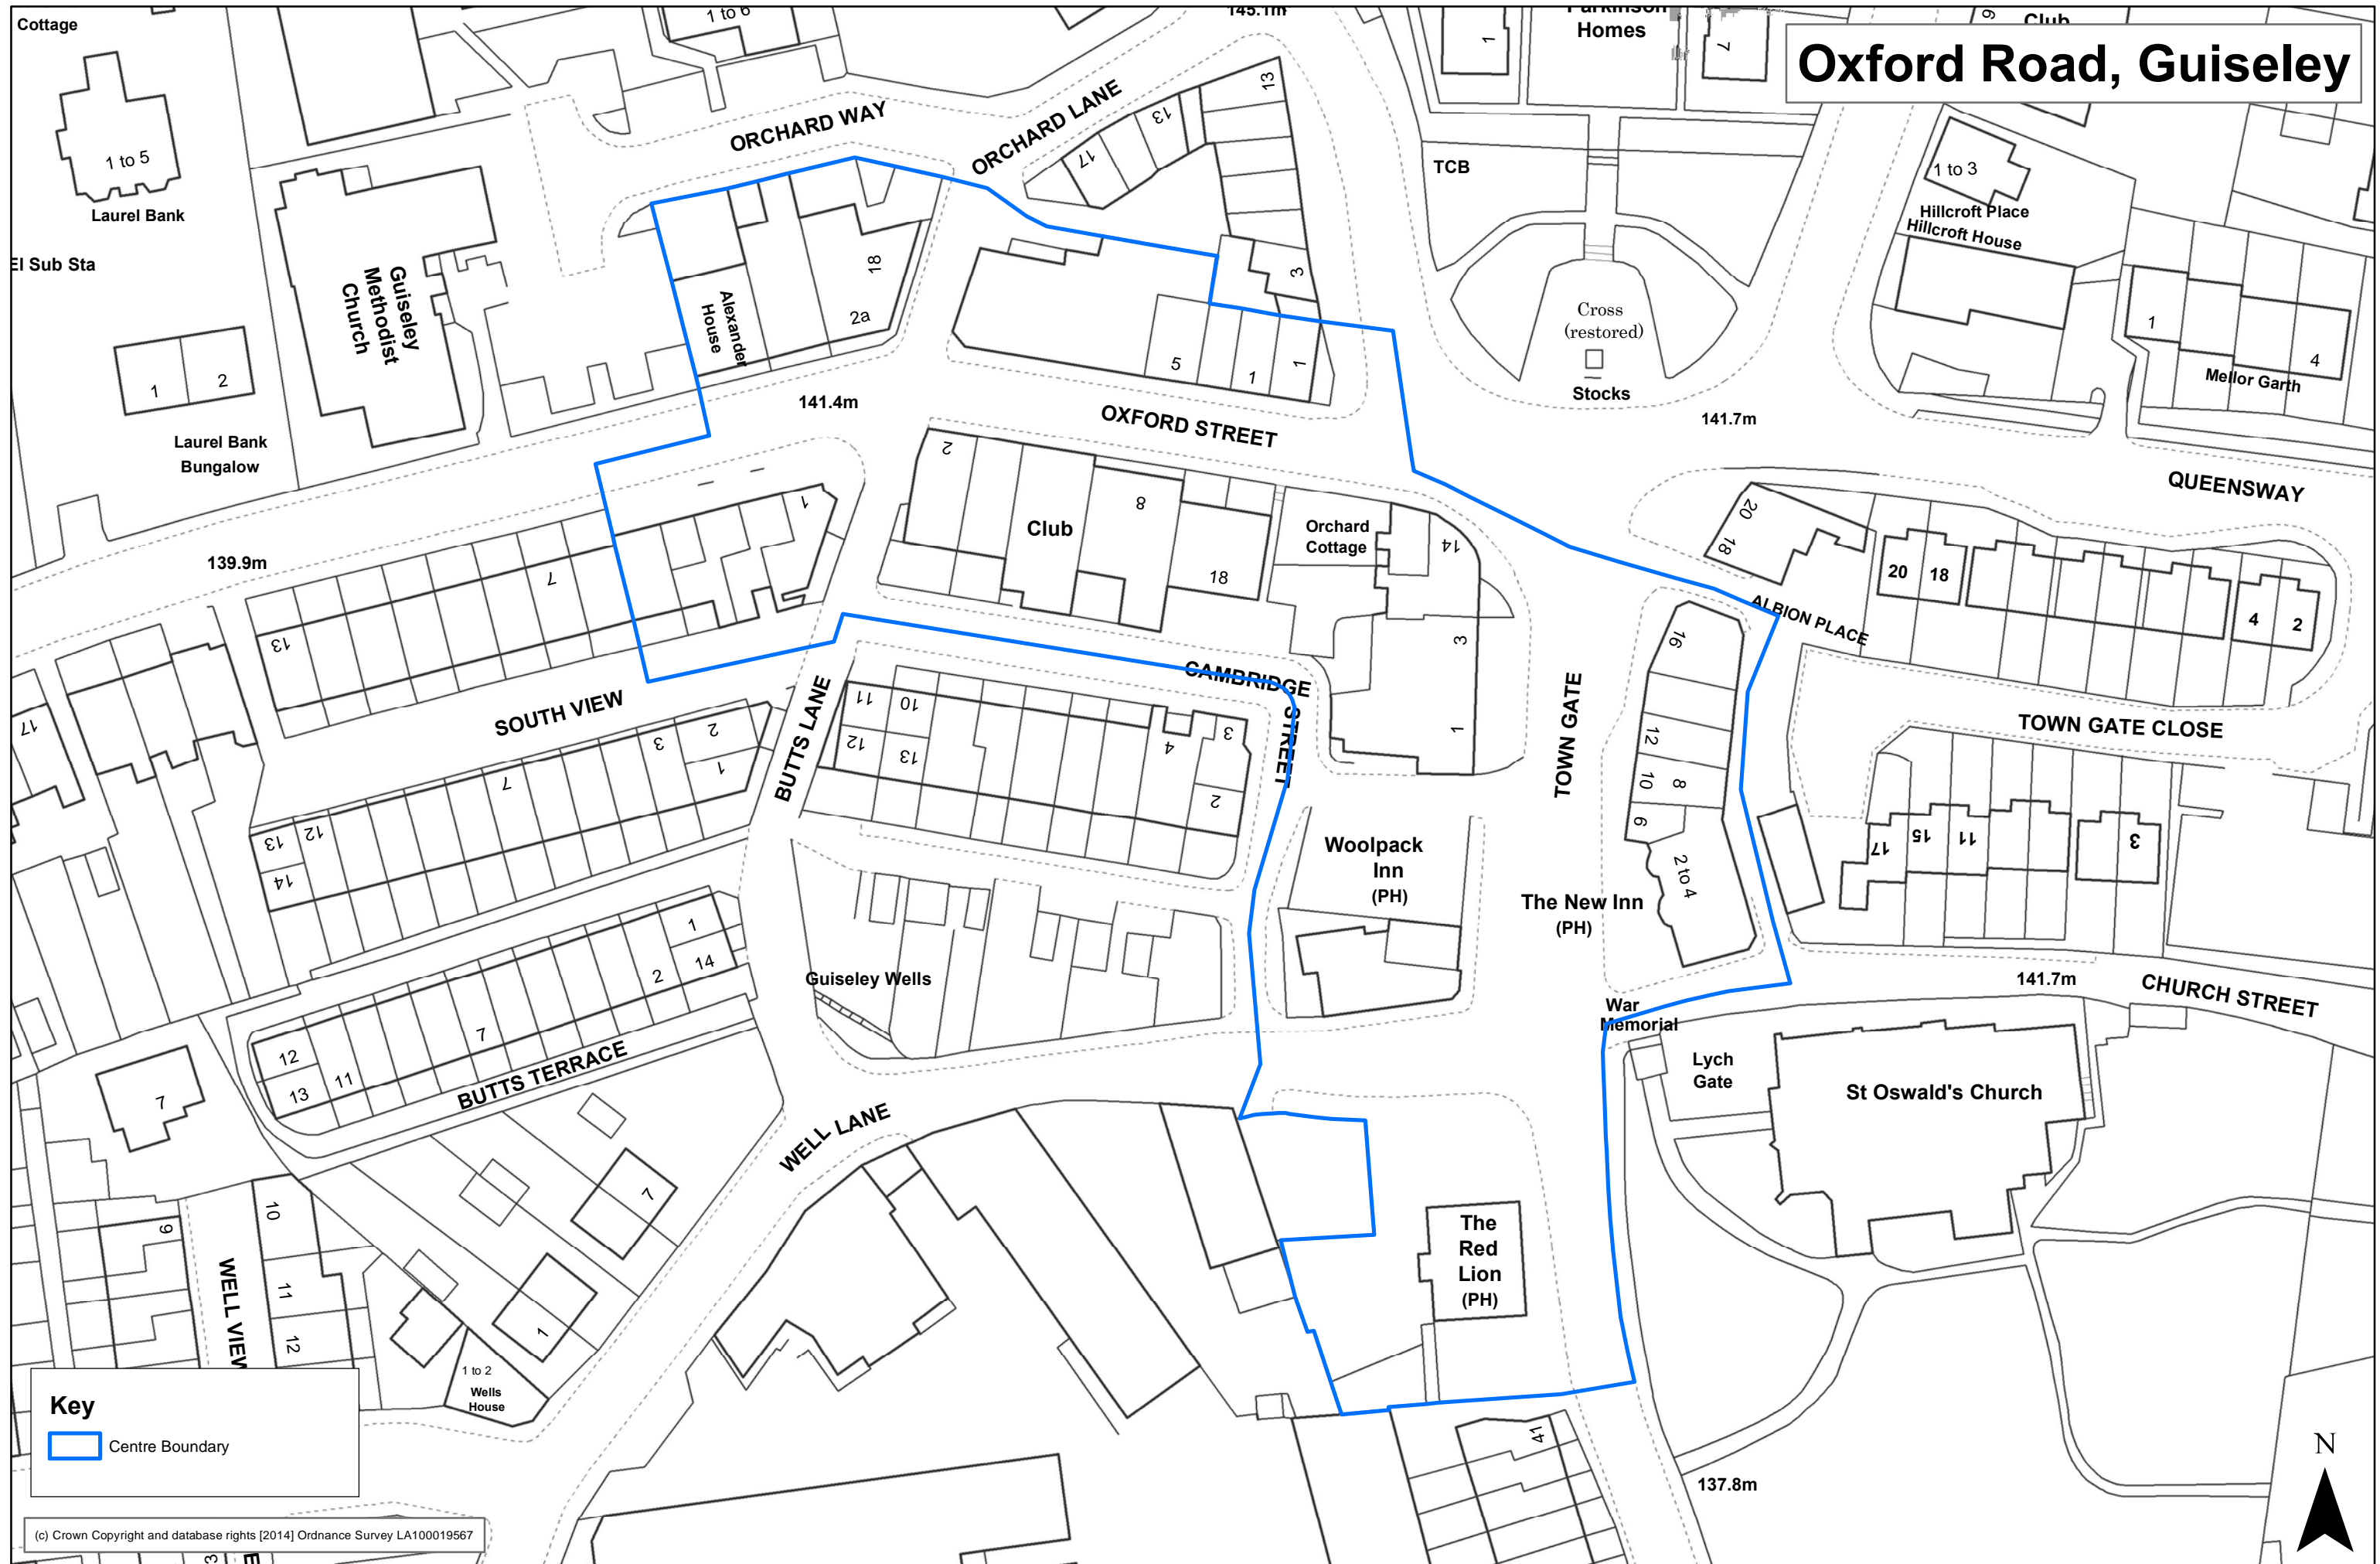 Oxford Road, Guiseley
Cottage
1 to 6
145.1m
Parkinson
Homes
1
7
Club
1 to 5
Laurel Bank
El Sub Sta
1
2
Laurel Bank
Bungalow
139.9m
Guiseley
Methodist
Church
ORCHARD WAY
ORCHARD LANE
17
13
13
3
18
2a
Alexander
House
141.4m
5
1
1
OXFORD STREET
TCB
Cross
(restored)
Stocks
141.7m
1 to 3
Hillcroft Place
Hillcroft House
1
4
Mellor Garth
QUEENSWAY
2
Club
8
18
Orchard
Cottage
14
3
1
20
18
ALBION PLACE
20
18
4
2
1
7
13
SOUTH VIEW
BUTTS LANE
CAMBRIDGE
STREET
TOWN GATE
16
12
10
8
6
2 to 4
TOWN GATE CLOSE
17
15
11
3
17
2
1
3
7
12
13
14
11
10
12
13
4
3
2
Woolpack
Inn
(PH)
The New Inn
(PH)
Guiseley Wells
1
14
2
7
11
12
13
BUTTS TERRACE
7
War
Memorial
Lych
Gate
St Oswald's Church
141.7m
CHURCH STREET
WELL LANE
7
1
9
10
11
12
WELL VIEW
1 to 2
Wells
House
The
Red
Lion
(PH)
41
137.8m
N
Key
Centre Boundary
(c) Crown Copyright and database rights [2014] Ordnance Survey LA100019567